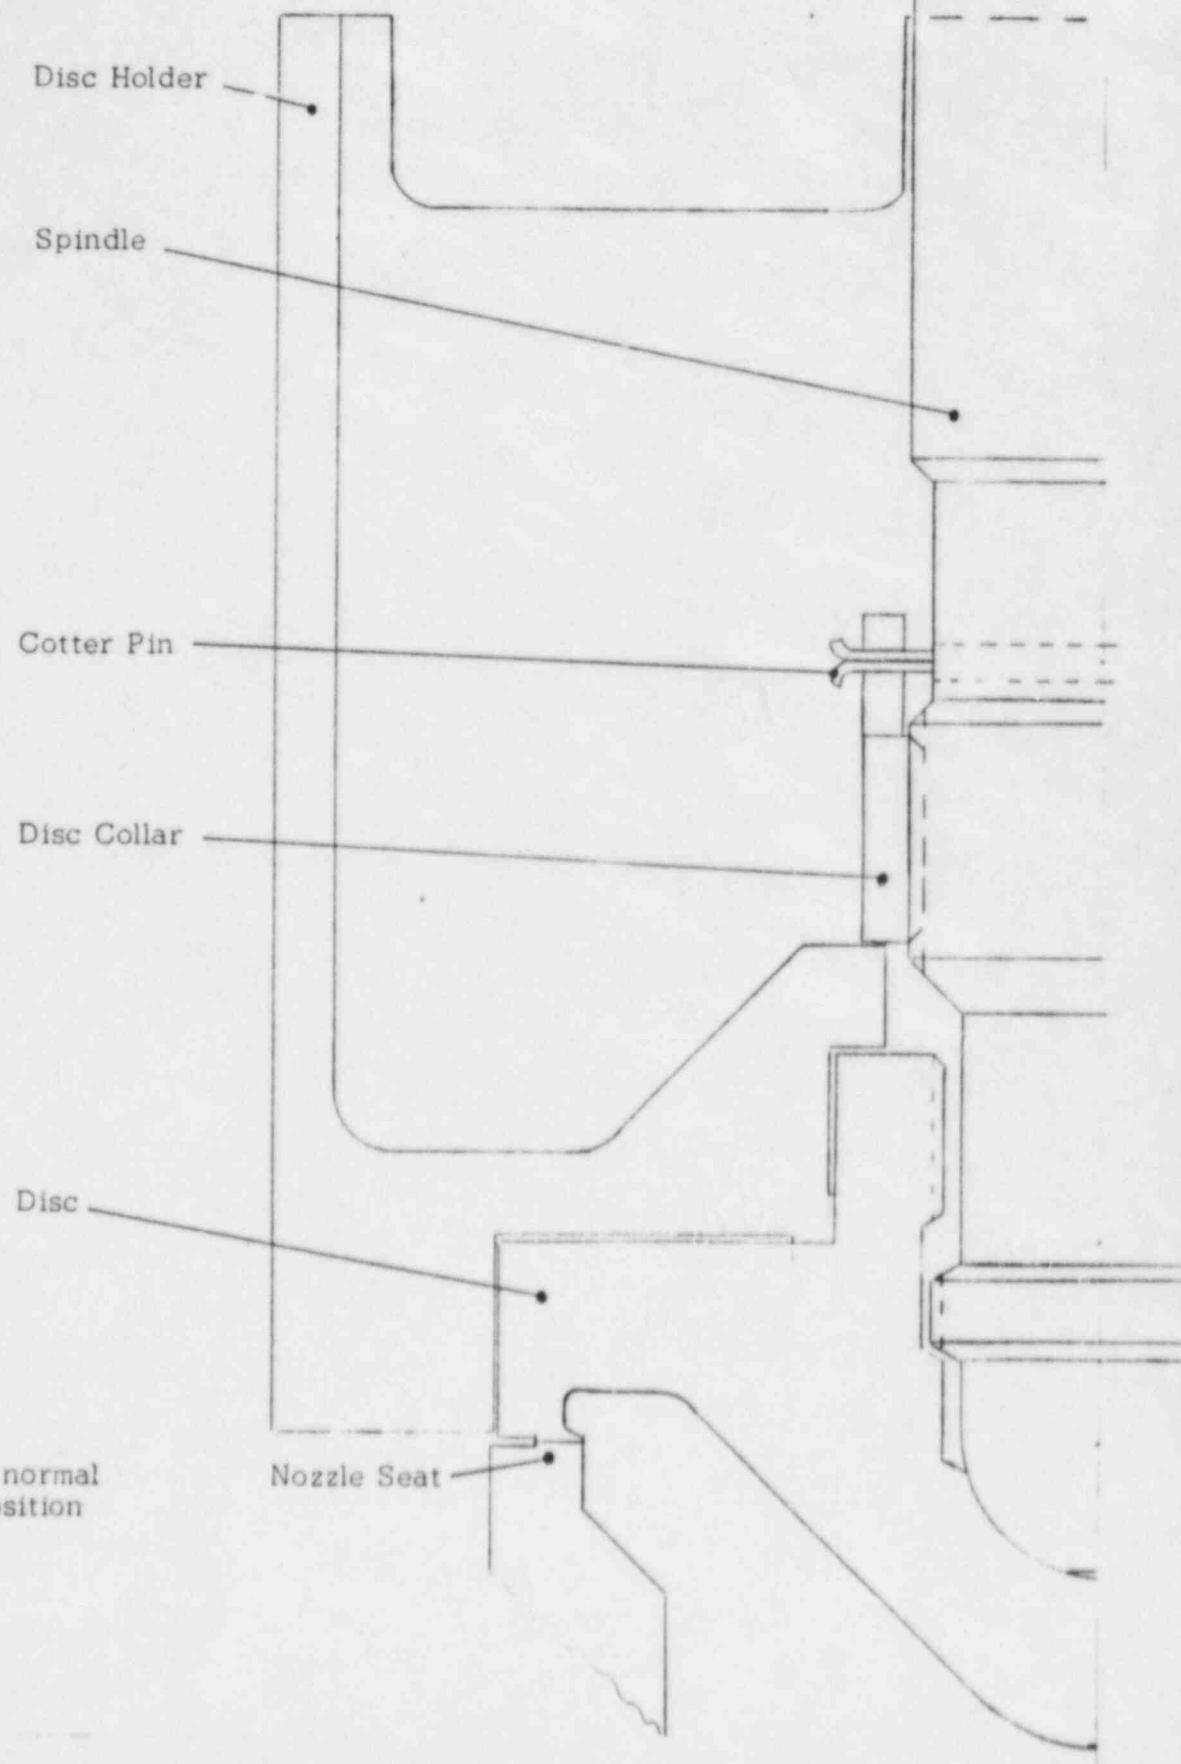 Disc Holder
Spindle
Cotter Pin
Disc Collar
Disc
normal
sition
Nozzle Seat